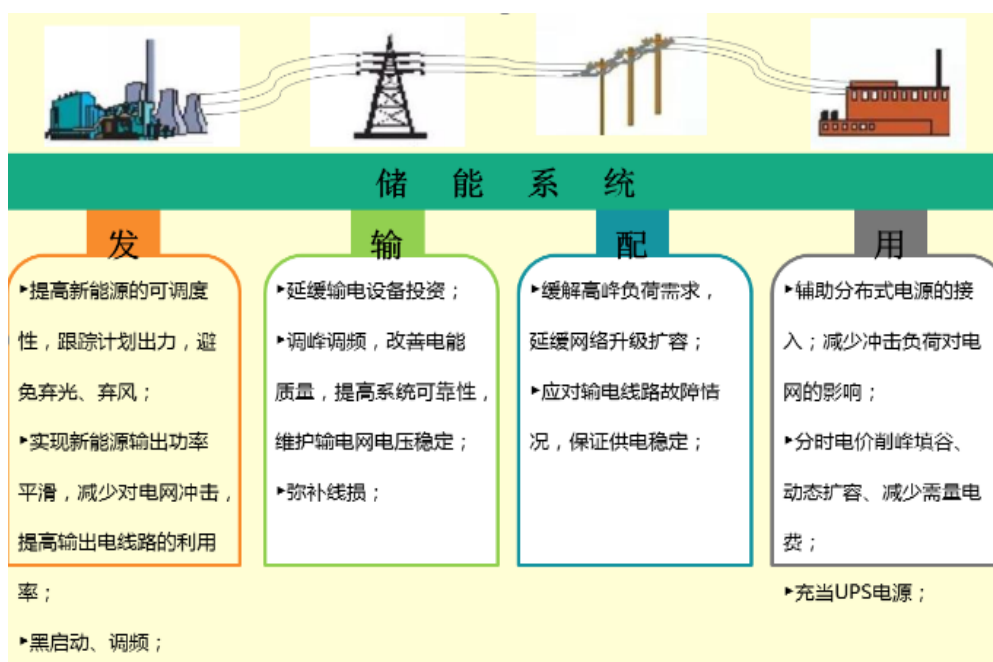 储能系统
发
▸提高新能源的可调度
性，跟踪计划出力，避
免弃光、弃风；
▸实现新能源输出功率
平滑，减少对电网冲击，
提高输出电线路的利用
率；
▸黑启动、调频；
输
▸延缓输电设备投资；
▸调峰调频，改善电能
质量，提高系统可靠性，
维护输电网电压稳定；
▸弥补线损；
配
▸缓解高峰负荷需求，
延缓网络升级扩容；
▸应对输电线路故障情
况，保证供电稳定；
用
▸辅助分布式电源的接
入；减少冲击负荷对电
网的影响；
▸分时电价削峰填谷、
动态扩容、减少需量电
费；
▸充当UPS电源；